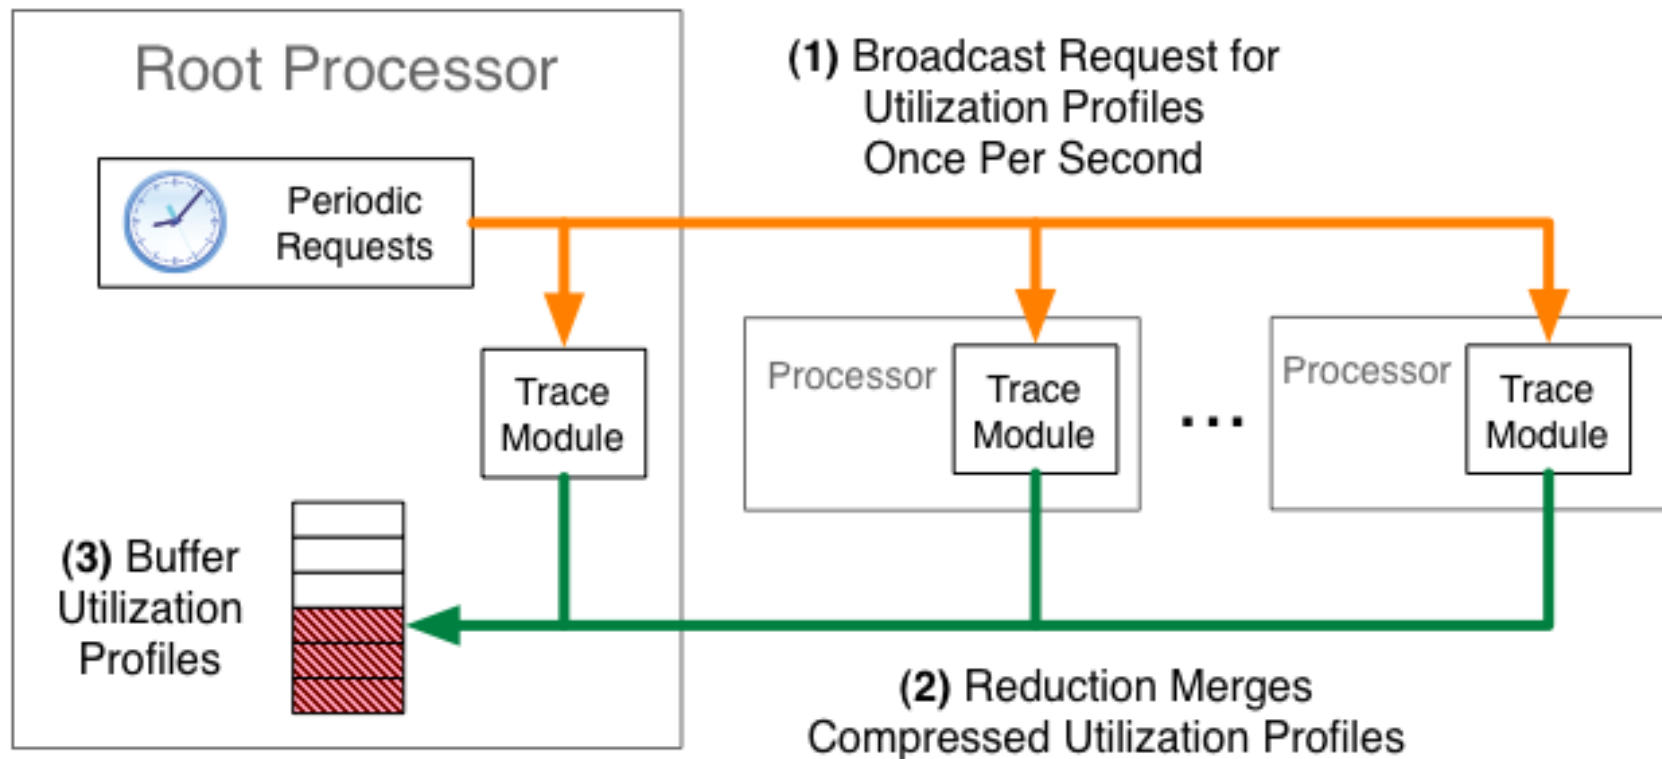 Root Processor
(1) Broadcast Request for
Utilization Profiles
Once Per Second
Periodic
Requests
Trace
Module
Processor
Trace
Module
...
Processor
Trace
Module
(3) Buffer
Utilization
Profiles
(2) Reduction Merges
Compressed Utilization Profiles